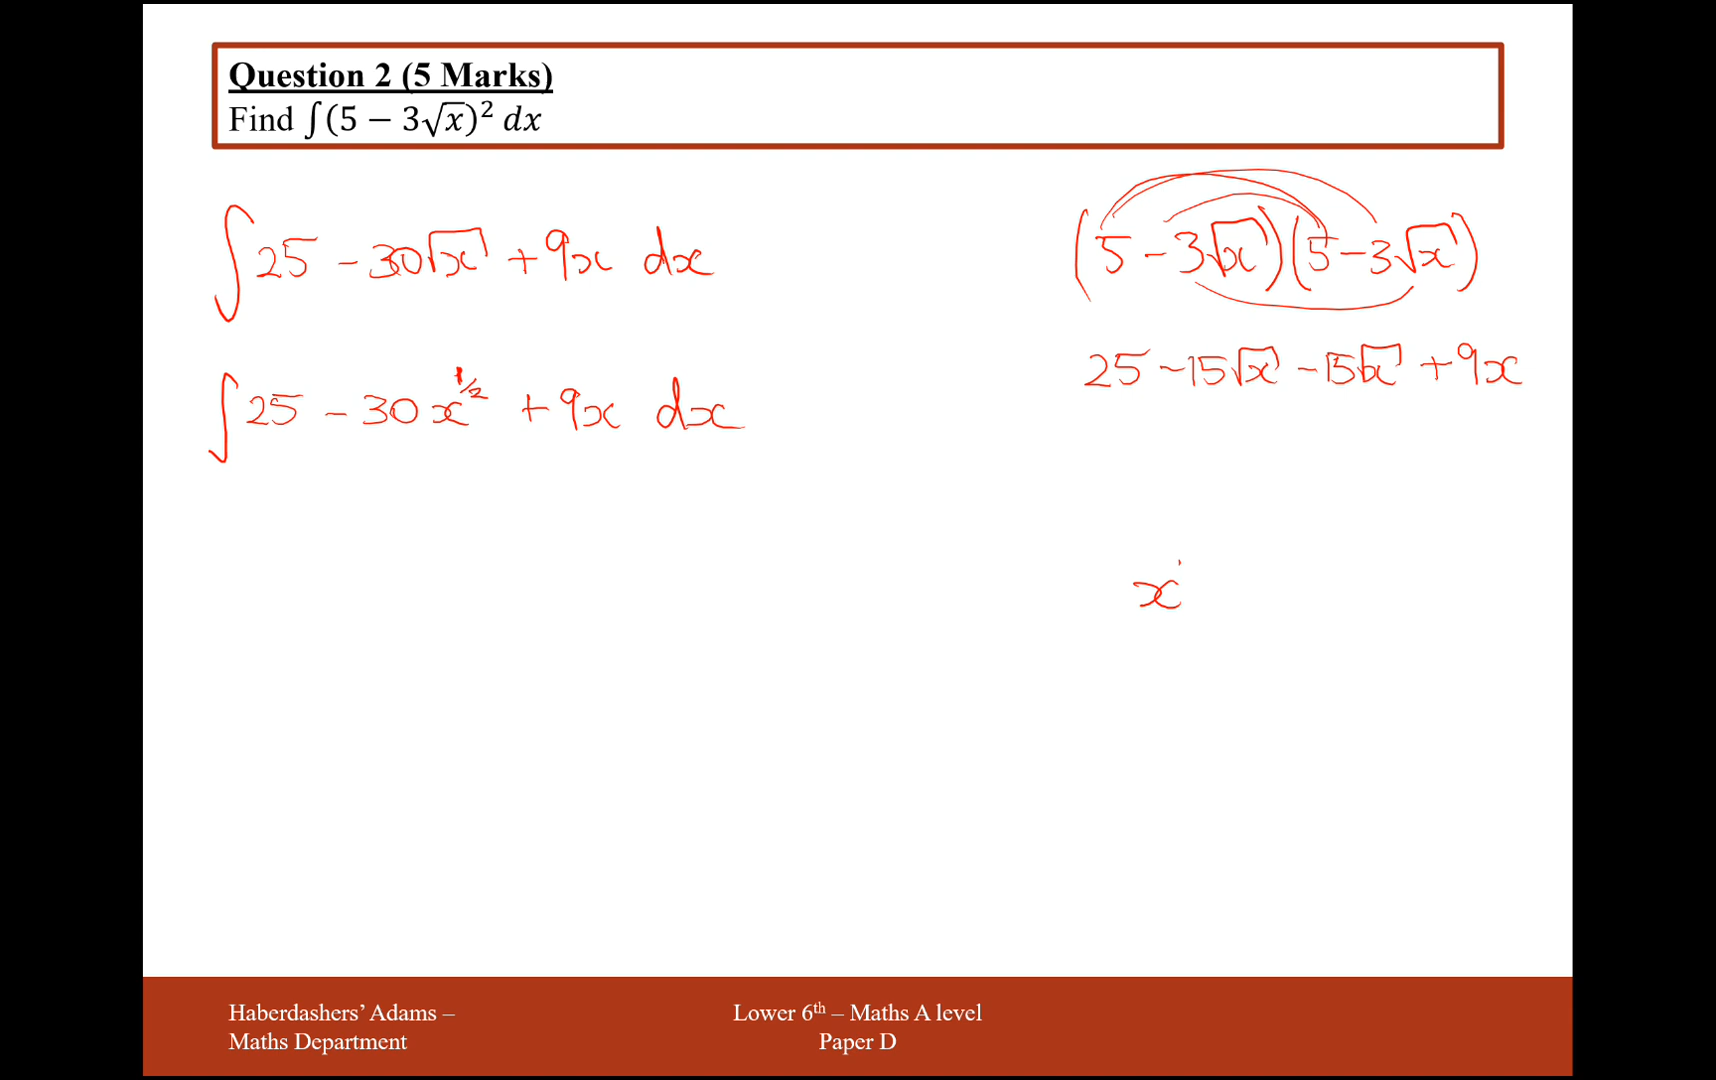 Question 2 (5 Marks)
Find ∫(5 − 3√x)² dx
∫25 − 30√x + 9x dx
(5 − 3√x)(5 − 3√x)
25 − 15√x − 15√x + 9x
∫25 − 30x^½ + 9x dx
x
Haberdashers’ Adams –
Maths Department
Lower 6th – Maths A level
Paper D